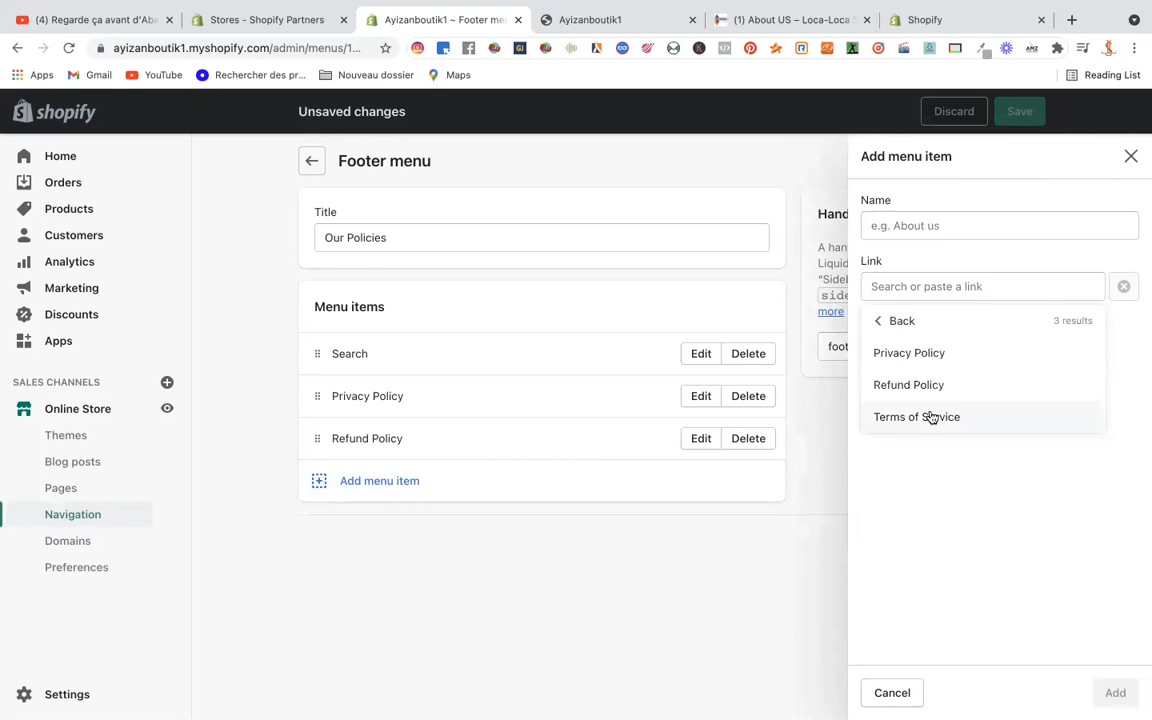 (4) Regarde ça avant d'Aba
Stores - Shopify Partners
Ayizanboutik1 ~ Footer me
Ayizanboutik1
(1) About US – Loca-Loca S
Shopify
ayizanboutik1.myshopify.com/admin/menus/1...
Apps
Gmail
YouTube
Rechercher des pr...
Nouveau dossier
Maps
Reading List
shopify
Unsaved changes
Discard
Save
Home
Orders
Products
Customers
Analytics
Marketing
Discounts
Apps
SALES CHANNELS
Online Store
Themes
Blog posts
Pages
Navigation
Domains
Preferences
Settings
Footer menu
Title
Our Policies
Menu items
Search
Edit
Delete
Privacy Policy
Edit
Delete
Refund Policy
Edit
Delete
Add menu item
Hand
A han
Liquid
"Sideb
side
more
foot
Add menu item
Name
e.g. About us
Link
Search or paste a link
Back
3 results
Privacy Policy
Refund Policy
Terms of Service
Cancel
Add